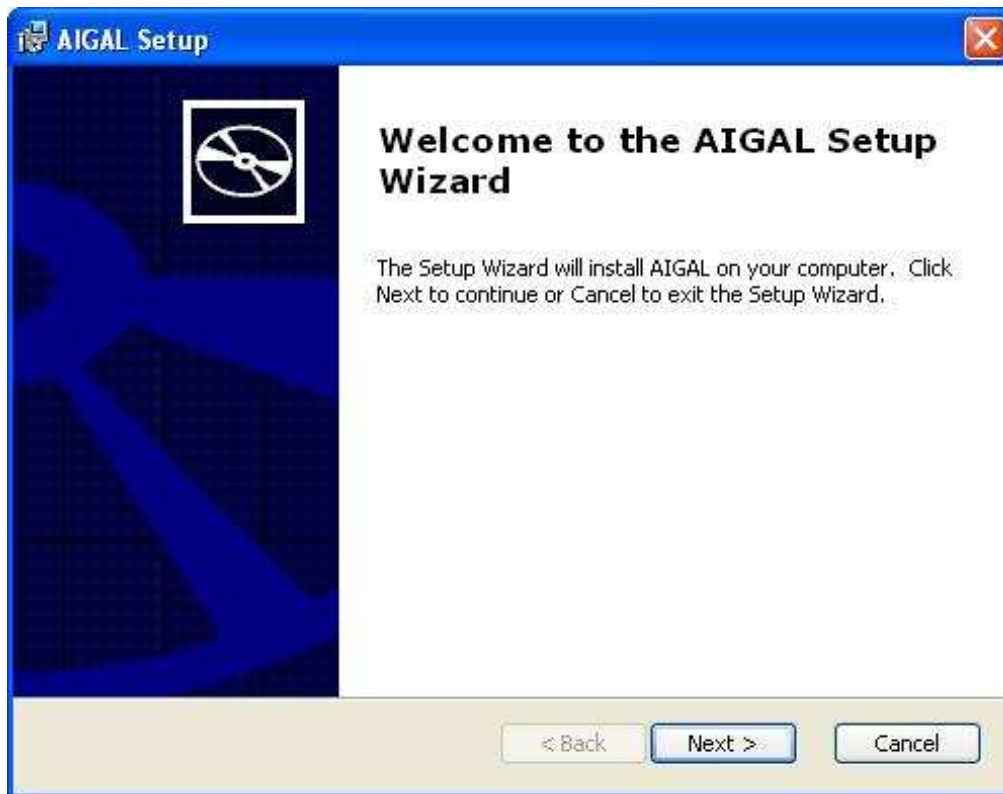 AIGAL Setup
Welcome to the AIGAL Setup
Wizard
The Setup Wizard will install AIGAL on your computer.  Click
Next to continue or Cancel to exit the Setup Wizard.
< Back Next > Cancel